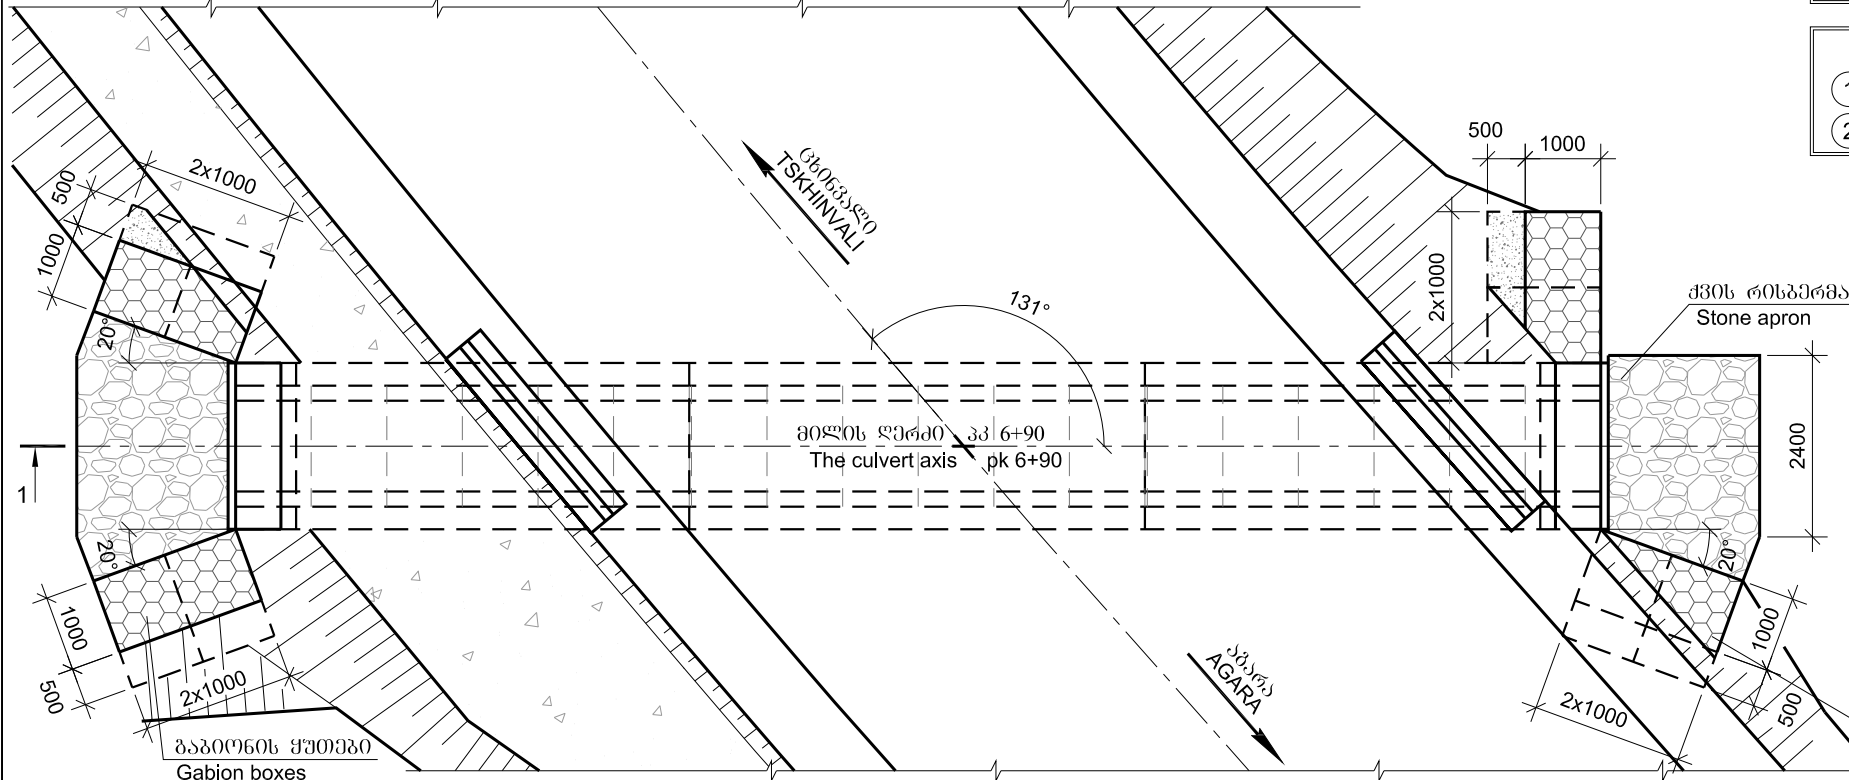 1
2
500
1000
500
2x1000
1000
ცხინვალი
TSKHINVALI
2x1000
131°
ქვის რისბერმა
Stone apron
20°
მილის ღერძი პკ 6+90
The culvert axis pk 6+90
2400
1
20°
20°
1000
500
2x1000
აგარა
AGARA
1000
500
2x1000
გაბიონის ყუთები
Gabion boxes